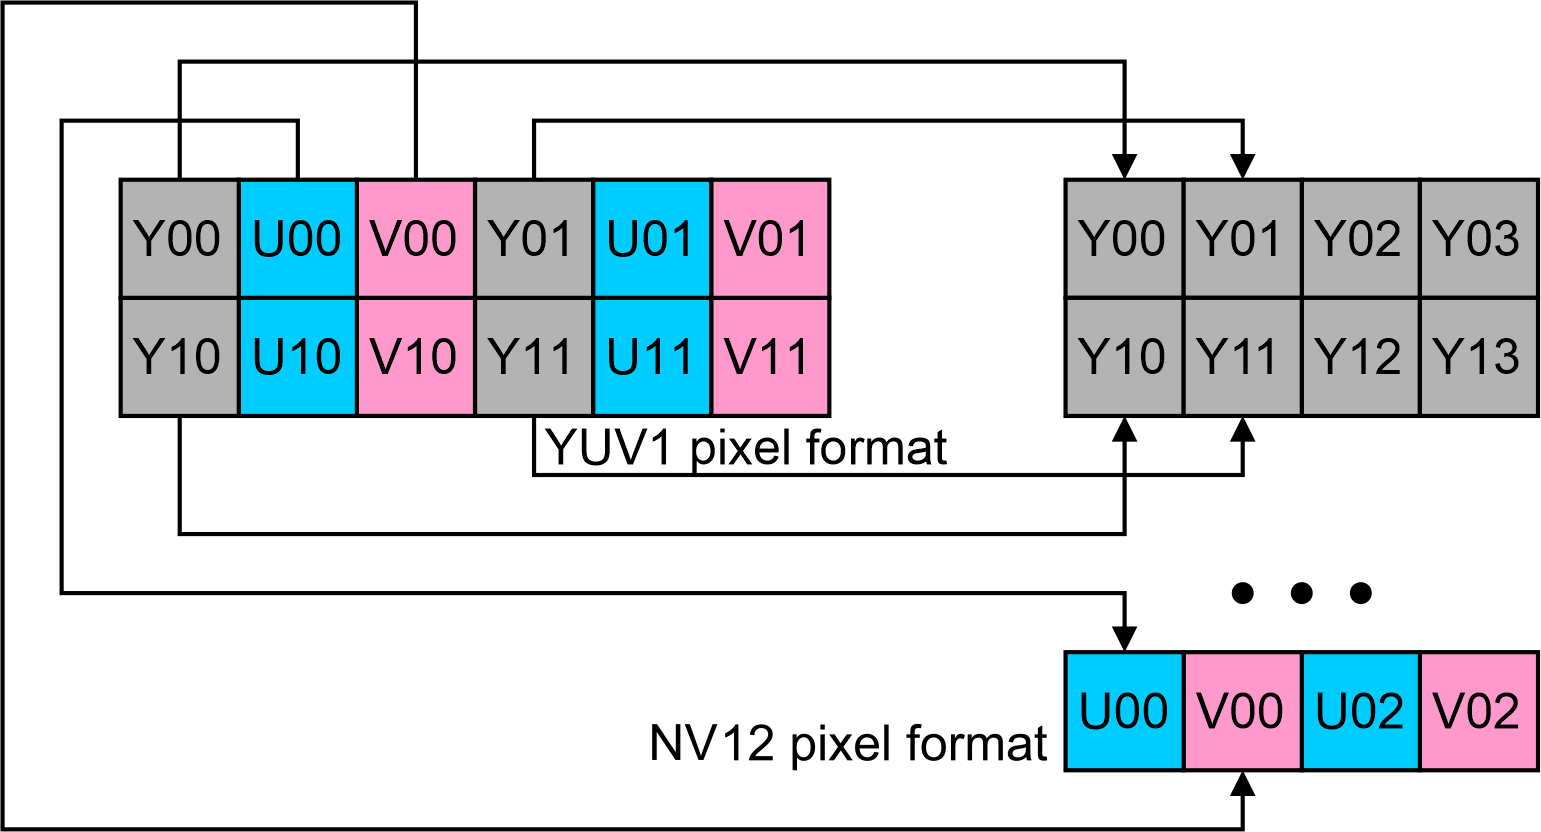 Y00 U00 V00 Y01 U01 V01
Y10 U10 V10 Y11 U11 V11
YUV1 pixel format
Y00 Y01 Y02 Y03
Y10 Y11 Y12 Y13
U00 V00 U02 V02
NV12 pixel format